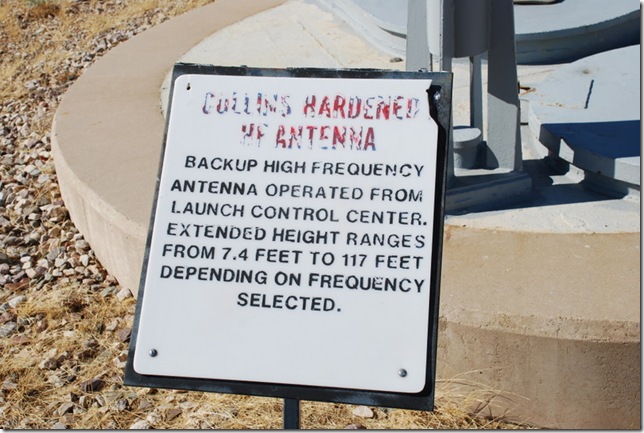 COLLINS HARDENED
HF ANTENNA
BACKUP HIGH FREQUENCY
ANTENNA OPERATED FROM
LAUNCH CONTROL CENTER.
EXTENDED HEIGHT RANGES
FROM 7.4 FEET TO 117 FEET
DEPENDING ON FREQUENCY
SELECTED.